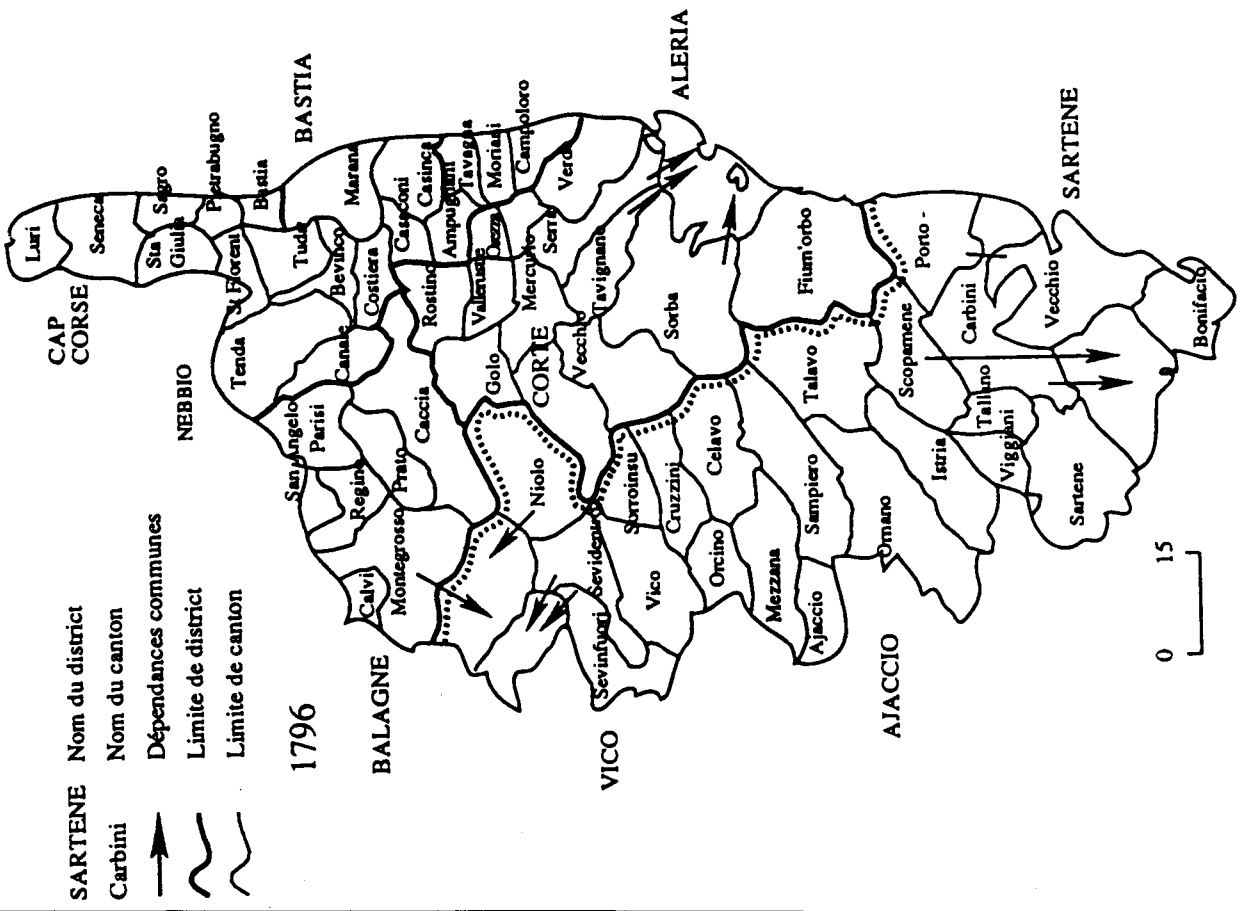 SARTENE Nom du district
Carbini Nom du canton
Dépendances communes
Limite de district
Limite de canton
1796
CAP
CORSE
NEBBIO
BASTIA
BALAGNE
CORTE
ALERIA
VICO
AJACCIO
SARTENE
Luri
Seneca
Sagro
Sta
Giulia
Pietrabugno
Bastia
St Fiorent
Tuda
Marana
Tenda
Bevinco
Costiera
Canale
Casaconi
Casinca
Tavagna
Ampugnani
Moriani
Campoloro
Orezza
Verde
Rostino
Vallerustie
Serra
Mercurio
San Angelo
Parisi
Regino
Prato
Caccia
Golo
Calvi
Montegrosso
Niolo
Vecchio
Tavignano
Sorba
Fium'orbo
Sevidentro
Sorroinsu
Sevinfuori
Vico
Cruzzini
Celavo
Orcino
Mezzana
Ajaccio
Sampiero
Talavo
Ornano
Istria
Scopamene
Tallano
Viggiani
Carbini
Porto -
Vecchio
Sartene
Bonifacio
0 15